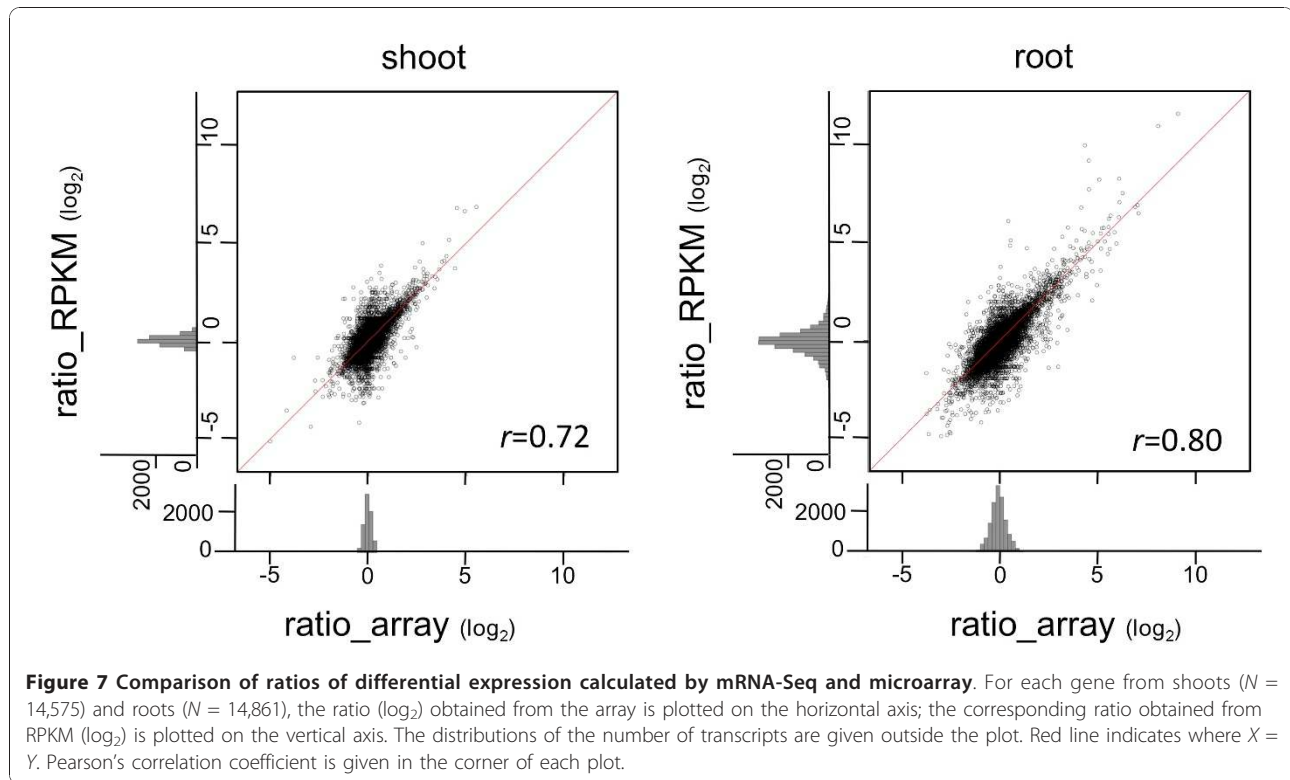 shoot
ratio_RPKM (log₂)
10
5
0
-5
r=0.72
2000
0
2000
0
-5 0 5 10
ratio_array (log₂)
root
ratio_RPKM (log₂)
10
5
0
-5
r=0.80
2000
0
2000
0
-5 0 5 10
ratio_array (log₂)
Figure 7 Comparison of ratios of differential expression calculated by mRNA-Seq and microarray. For each gene from shoots (N =
14,575) and roots (N = 14,861), the ratio (log₂) obtained from the array is plotted on the horizontal axis; the corresponding ratio obtained from
RPKM (log₂) is plotted on the vertical axis. The distributions of the number of transcripts are given outside the plot. Red line indicates where X =
Y. Pearson's correlation coefficient is given in the corner of each plot.